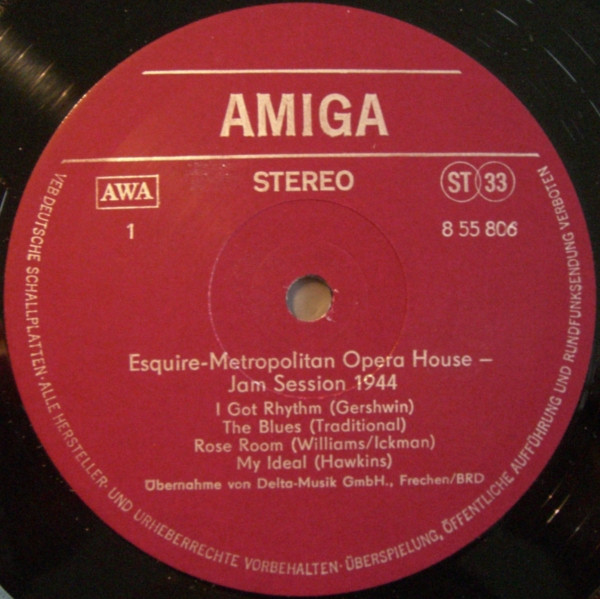 AMIGA
AWA
STEREO
ST 33
1
8 55 806
Esquire-Metropolitan Opera House –
Jam Session 1944
I Got Rhythm (Gershwin)
The Blues (Traditional)
Rose Room (Williams/Ickman)
My Ideal (Hawkins)
Übernahme von Delta-Musik GmbH., Frechen/BRD
VEB DEUTSCHE SCHALLPLATTEN·ALLE HERSTELLER- UND URHEBERRECHTE VORBEHALTEN·ÜBERSPIELUNG, ÖFFENTLICHE AUFFÜHRUNG UND RUNDFUNKSENDUNG VERBOTEN